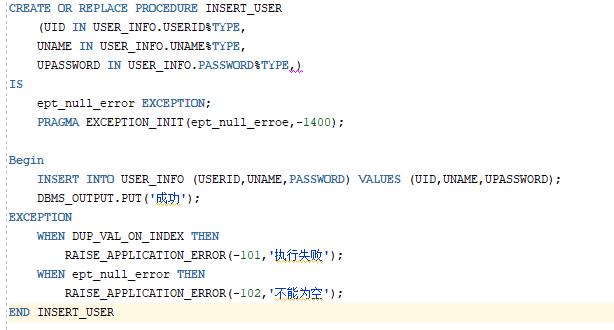 CREATE OR REPLACE PROCEDURE INSERT_USER
(UID IN USER_INFO.USERID%TYPE,
UNAME IN USER_INFO.UNAME%TYPE,
UPASSWORD IN USER_INFO.PASSWORD%TYPE,)
IS
ept_null_error EXCEPTION;
PRAGMA EXCEPTION_INIT(ept_null_erroe,-1400);
Begin
INSERT INTO USER_INFO (USERID,UNAME,PASSWORD) VALUES (UID,UNAME,UPASSWORD);
DBMS_OUTPUT.PUT('成功');
EXCEPTION
WHEN DUP_VAL_ON_INDEX THEN
RAISE_APPLICATION_ERROR(-101,'执行失败');
WHEN ept_null_error THEN
RAISE_APPLICATION_ERROR(-102,'不能为空');
END INSERT_USER